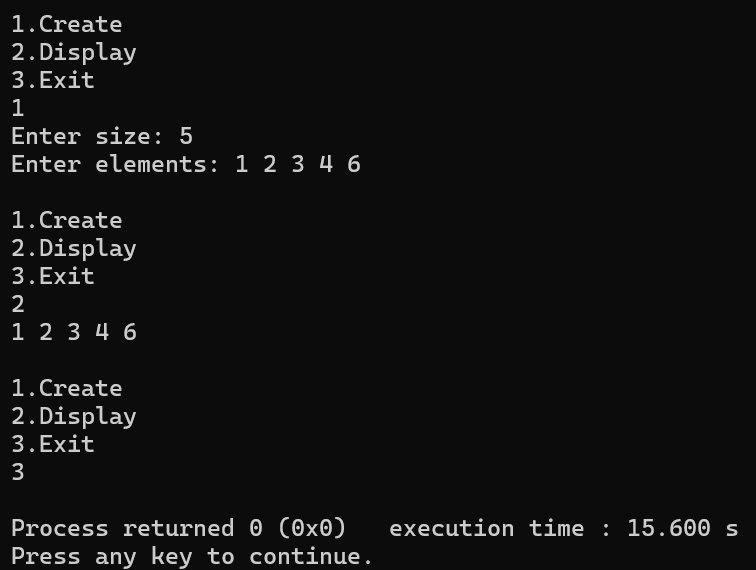 1.Create
2.Display
3.Exit
1
Enter size: 5
Enter elements: 1 2 3 4 6
1.Create
2.Display
3.Exit
2
1 2 3 4 6
1.Create
2.Display
3.Exit
3
Process returned 0 (0x0)   execution time : 15.600 s
Press any key to continue.